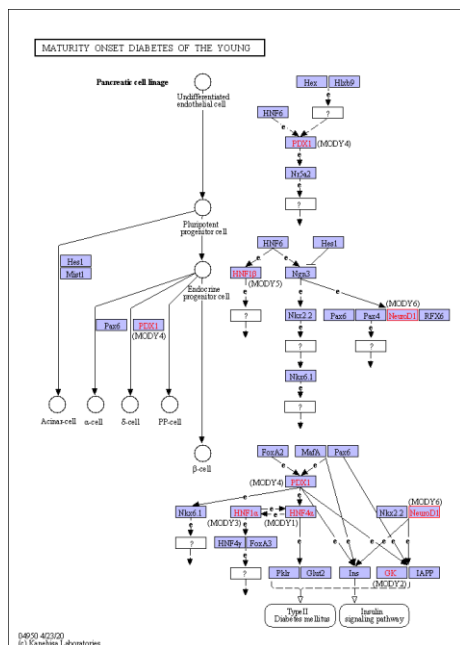 MATURITY ONSET DIABETES OF THE YOUNG
Pancreatic cell linage
Undifferentiated
endothelial cell
Hex Hlxb9
HNF6 ?
PDX1 (MODY4)
Nr5a2
?
Pluripotent
progenitor cell
HNF6 Hes1
Hes1
Mist1
HNF1β Ngn3
(MODY5)
Endocrine
progenitor cell
(MODY6)
? Nkx2.2 Pax6 Pax4 NeuroD1 RFX6
Pax6 PDX1
(MODY4)
? ?
Nkx6.1
?
Acinar-cell α-cell δ-cell PP-cell
β-cell
FoxA2 MafA Pax6
(MODY4) PDX1
(MODY6)
Nkx6.1 HNF1α HNF4α Nkx2.2 NeuroD1
(MODY3) (MODY1)
? HNF4γ FoxA3
? Pklr Glut2 Ins GK IAPP
(MODY2)
Type II
Diabetes mellitus
Insulin
signaling pathway
04950 4/23/20
(c) Kanehisa Laboratories
e